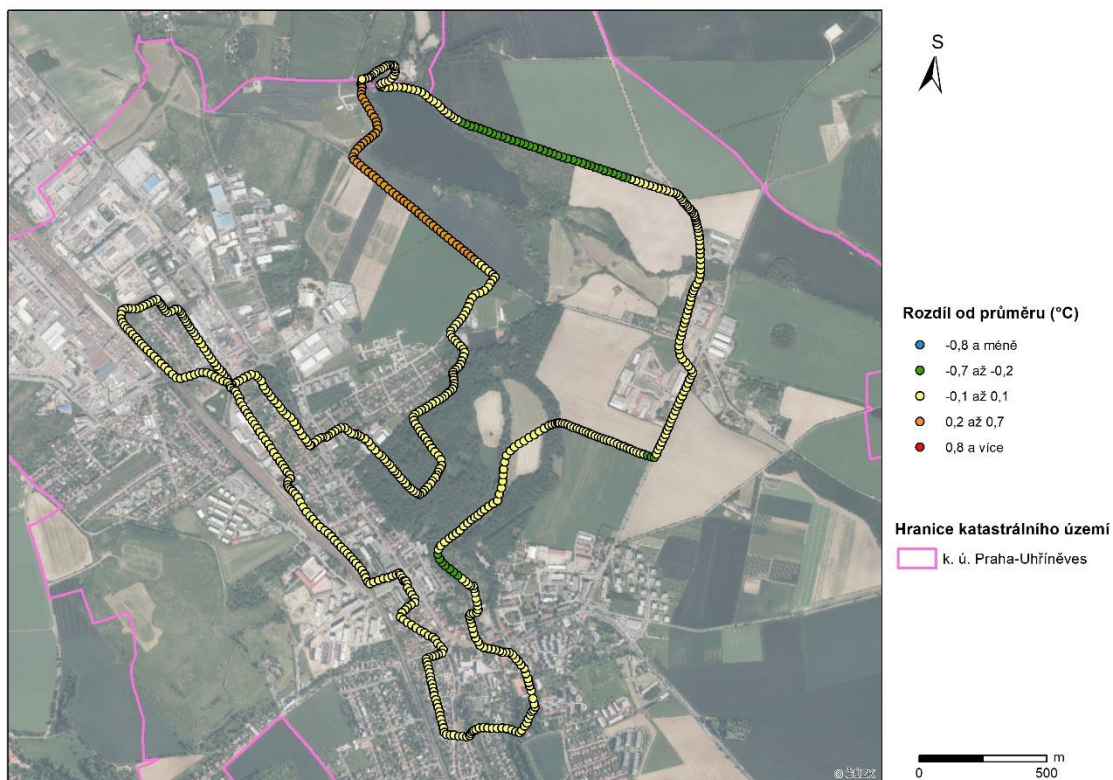 S
Rozdíl od průměru (°C)
-0,8 a méně
-0,7 až -0,2
-0,1 až 0,1
0,2 až 0,7
0,8 a více
Hranice katastrálního území
k. ú. Praha-Uhříněves
m
0 500
© ČÚZK